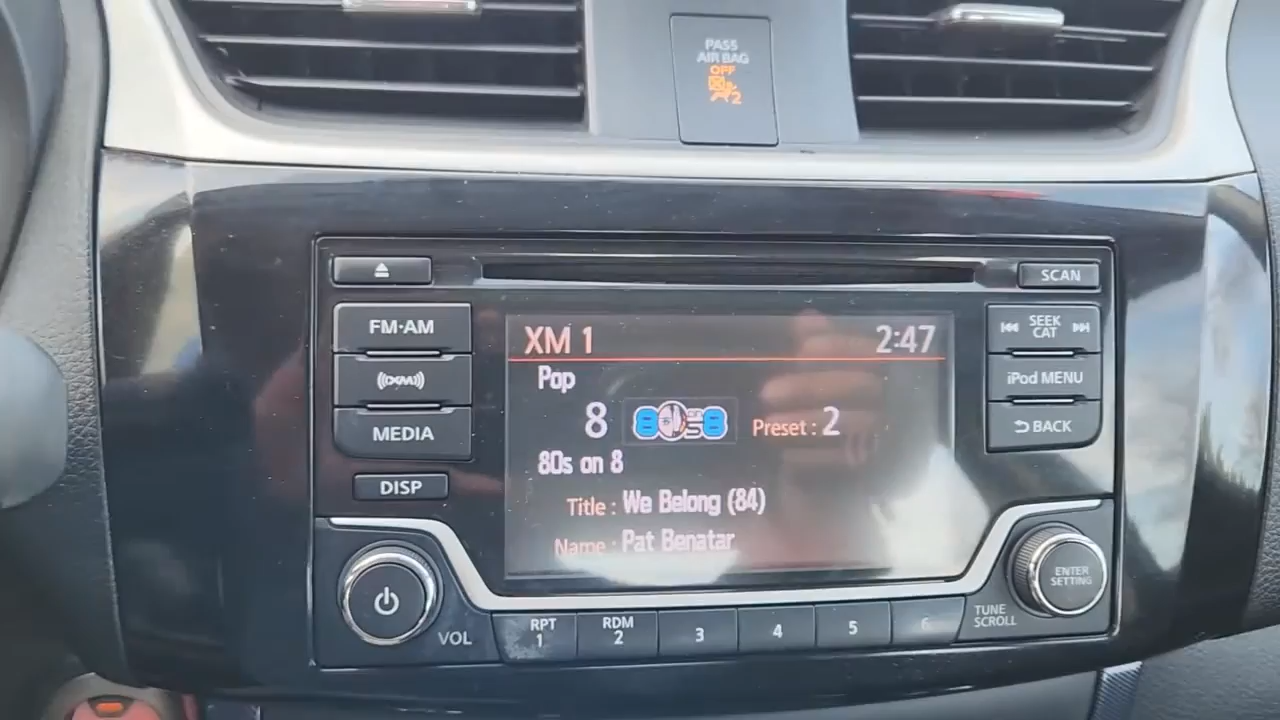 PASS
AIR BAG
OFF
2
SCAN
FM·AM
XM
MEDIA
DISP
XM 1 2:47
Pop
8 Preset : 2
80s on 8
Title : We Belong (84)
Name : Pat Benatar
SEEK
CAT
iPod MENU
BACK
VOL
RPT
1
RDM
2
3
4
5
6
TUNE
SCROLL
ENTER
SETTING